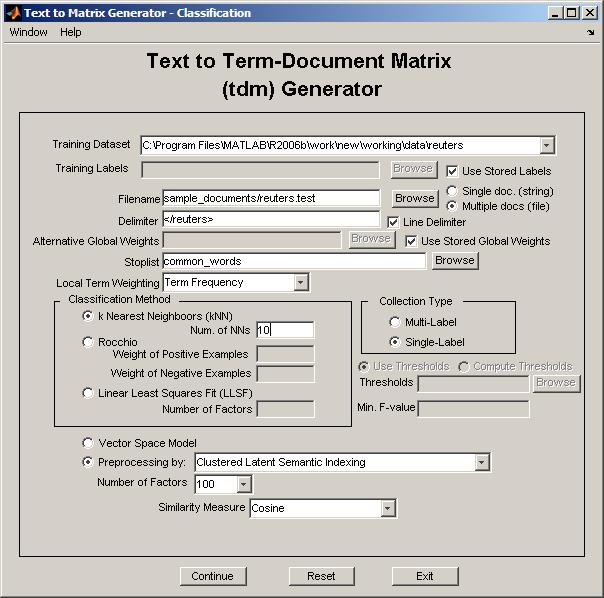 Text to Matrix Generator - Classification
Window Help
Text to Term-Document Matrix
(tdm) Generator
Training Dataset C:\Program Files\MATLAB\R2006b\work\new\working\data\reuters
Training Labels Browse Use Stored Labels
Filename sample_documents/reuters.test Browse Single doc. (string)
Multiple docs (file)
Delimiter </reuters> Line Delimiter
Alternative Global Weights Browse Use Stored Global Weights
Stoplist common_words Browse
Local Term Weighting Term Frequency
Classification Method
k Nearest Neighboors (kNN)
Num. of NNs 10
Rocchio
Weight of Positive Examples
Weight of Negative Examples
Linear Least Squares Fit (LLSF)
Number of Factors
Collection Type
Multi-Label
Single-Label
Use Thresholds Compute Thresholds
Thresholds Browse
Min. F-value
Vector Space Model
Preprocessing by: Clustered Latent Semantic Indexing
Number of Factors 100
Similarity Measure Cosine
Continue Reset Exit